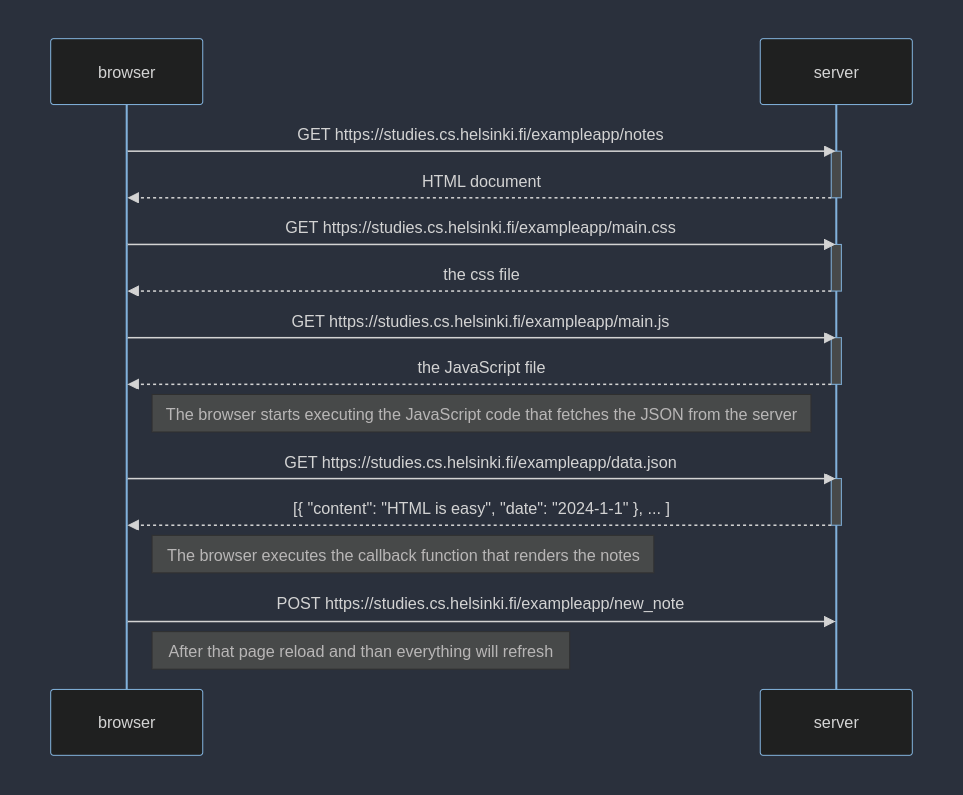 browser
server
GET https://studies.cs.helsinki.fi/exampleapp/notes
HTML document
GET https://studies.cs.helsinki.fi/exampleapp/main.css
the css file
GET https://studies.cs.helsinki.fi/exampleapp/main.js
the JavaScript file
The browser starts executing the JavaScript code that fetches the JSON from the server
GET https://studies.cs.helsinki.fi/exampleapp/data.json
[{ "content": "HTML is easy", "date": "2024-1-1" }, ... ]
The browser executes the callback function that renders the notes
POST https://studies.cs.helsinki.fi/exampleapp/new_note
After that page reload and than everything will refresh
browser
server